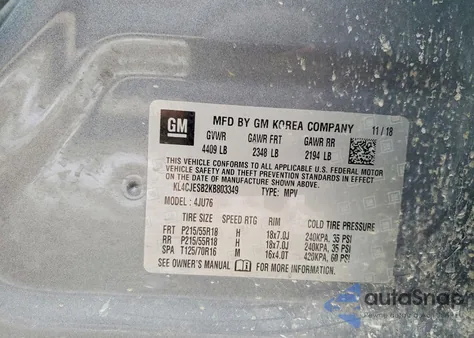 GM MFD BY GM KOREA COMPANY 11/18
GVWR GAWR FRT GAWR RR
4409 LB 2348 LB 2194 LB
THIS VEHICLE CONFORMS TO ALL APPLICABLE U.S. FEDERAL
MOTOR VEHICLE SAFETY, BUMPER, AND THEFT PREVENTION
STANDARDS IN EFFECT ON THE DATE OF MANUFACTURE SHOWN ABOVE.
KL4CJESB2KB803349 TYPE: MPV
MODEL: 4JU76
TIRE SIZE SPEED RTG RIM COLD TIRE PRESSURE
FRT P215/55R18 H 18x7.0J 240KPA, 35 PSI
RR P215/55R18 H 18x7.0J 240KPA, 35 PSI
SPA T125/70R16 M 16x4.0T 420KPA, 60 PSI
SEE OWNER'S MANUAL FOR MORE INFORMATION.
autoSnap